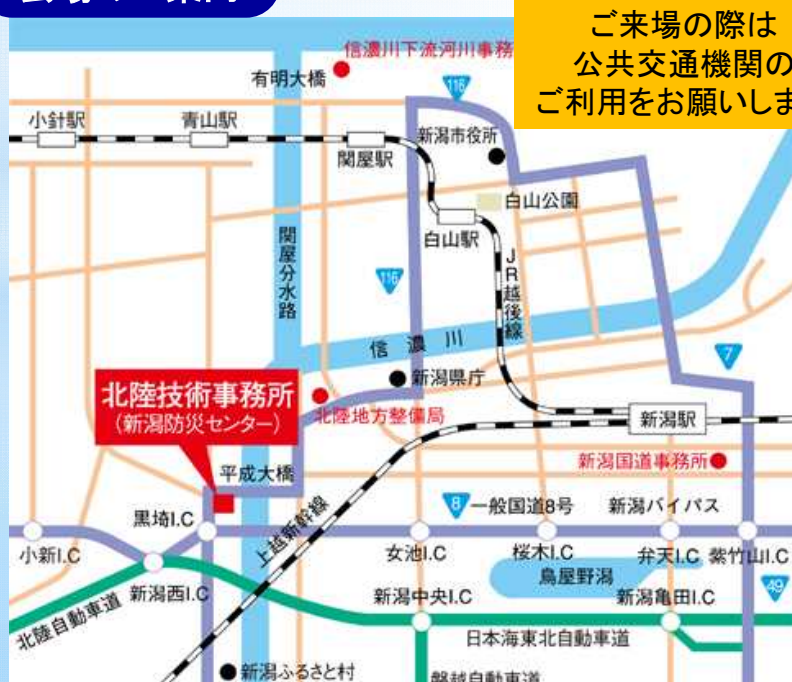 ご来場の際は
公共交通機関の
ご利用をお願いしま
信濃川下流河川事務
有明大橋
116
小針駅
青山駅
関屋駅
新潟市役所
白山公園
白山駅
関屋分水路
JR越後線
116
信濃川
7
新潟県庁
北陸技術事務所
(新潟防災センター)
北陸地方整備局
新潟駅
新潟国道事務所
平成大橋
上越新幹線
8
一般国道8号
新潟バイパス
黒埼I.C
小新I.C
女池I.C
桜木I.C
弁天I.C
紫竹山I.C
鳥屋野潟
49
新潟西I.C
新潟中央I.C
新潟亀田I.C
北陸自動車道
日本海東北自動車道
新潟ふるさと村
磐越自動車道